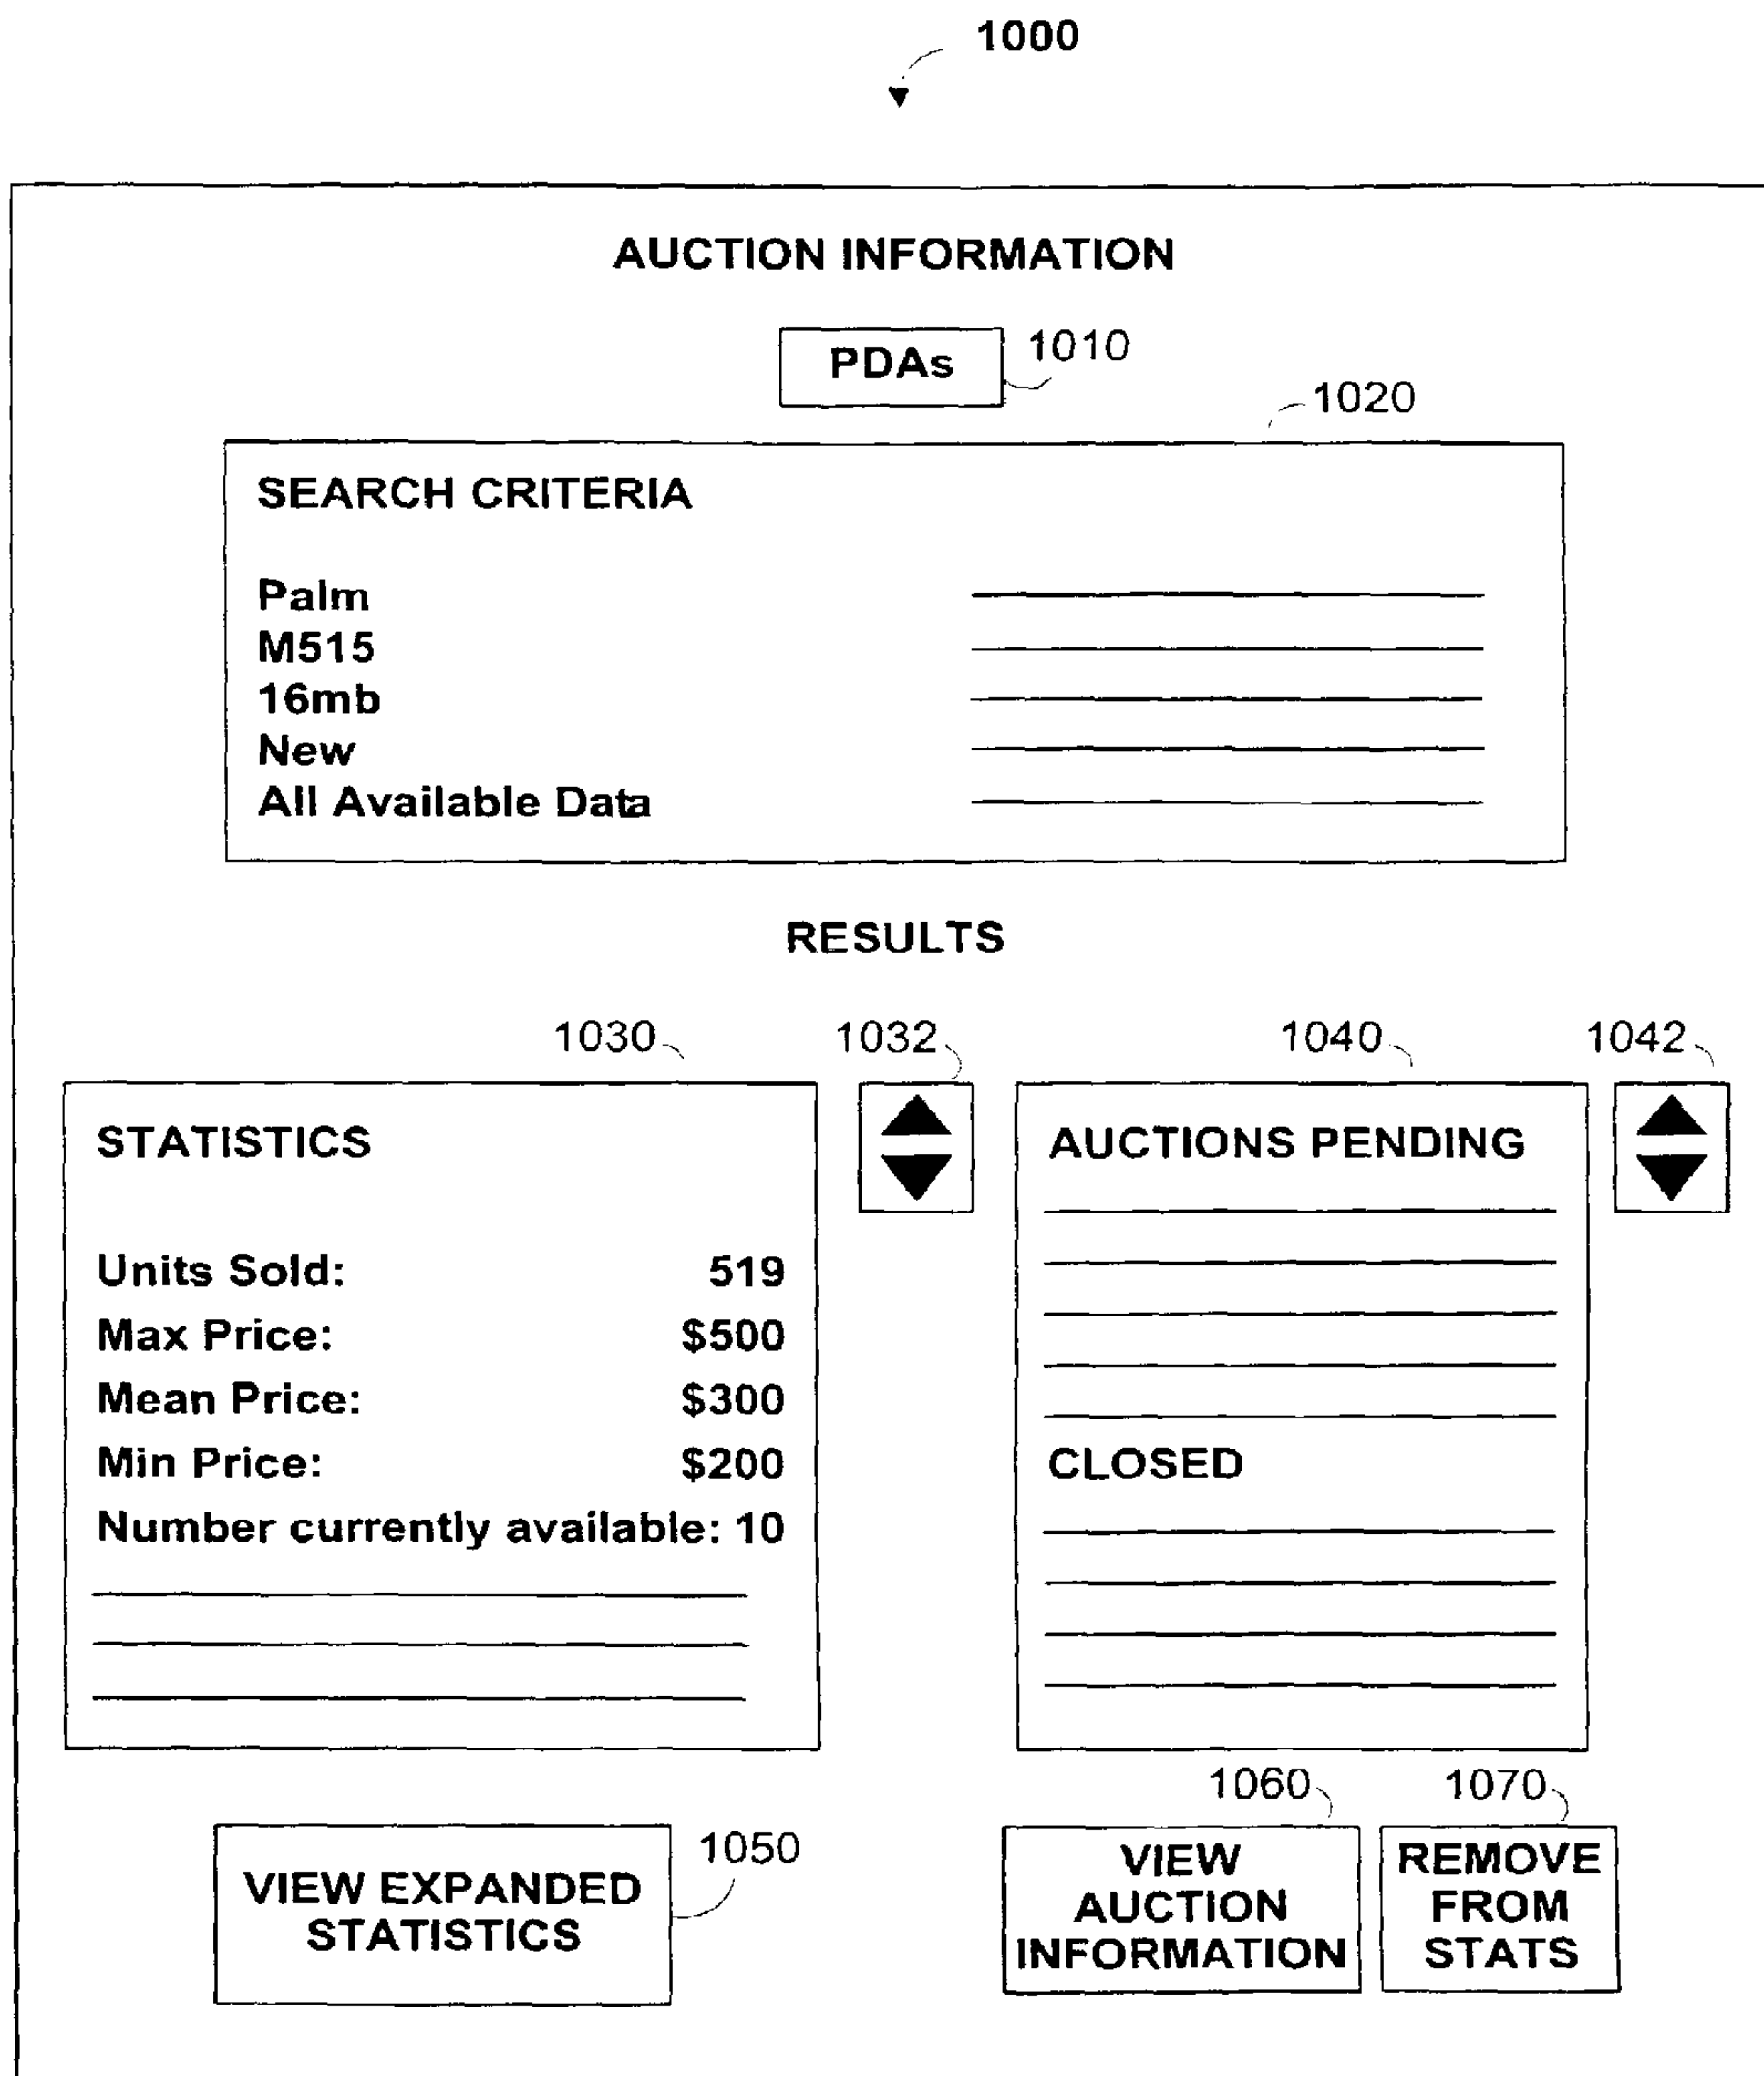 1000
AUCTION INFORMATION
PDAs
1010
1020
SEARCH CRITERIA
Palm
M515
16mb
New
All Available Data
RESULTS
1030
1032
1040
1042
STATISTICS
Units Sold: 519
Max Price: $500
Mean Price: $300
Min Price: $200
Number currently available: 10
AUCTIONS PENDING
CLOSED
1050
VIEW EXPANDED
STATISTICS
1060
VIEW
AUCTION
INFORMATION
1070
REMOVE
FROM
STATS